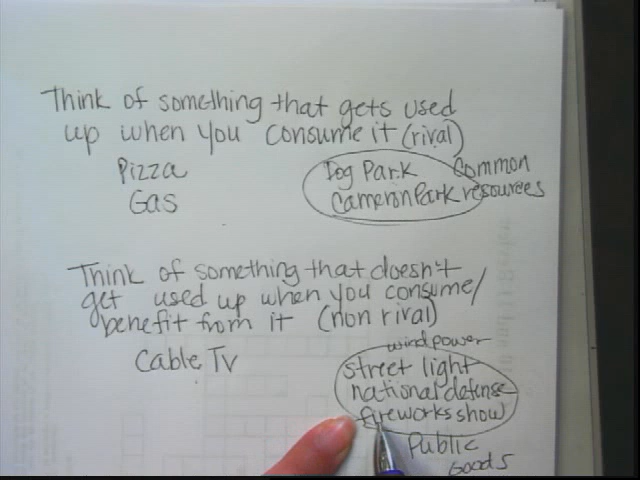 Think of something that gets used
up when you consume it (rival)
Pizza
Gas
Dog Park
Cameron Park
Common
resources
Think of something that doesn't
get used up when you consume/
benefit from it (non rival)
Cable TV
windpower
street light
national defense
fireworks show
Public
Goods